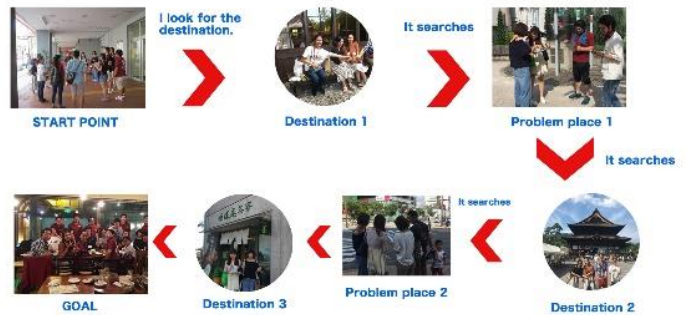 I look for the
destination.
It searches
START POINT
Destination 1
Problem place 1
It searches
It searches
GOAL
Destination 3
Problem place 2
Destination 2